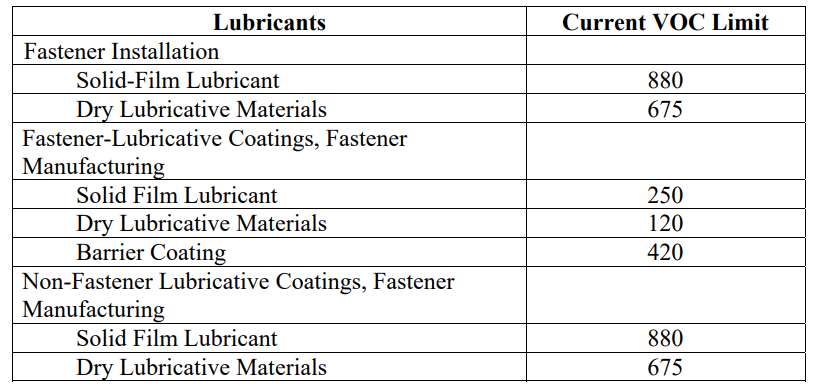 Lubricants Current VOC Limit
Fastener Installation
Solid-Film Lubricant 880
Dry Lubricative Materials 675
Fastener-Lubricative Coatings, Fastener
Manufacturing
Solid Film Lubricant 250
Dry Lubricative Materials 120
Barrier Coating 420
Non-Fastener Lubricative Coatings, Fastener
Manufacturing
Solid Film Lubricant 880
Dry Lubricative Materials 675